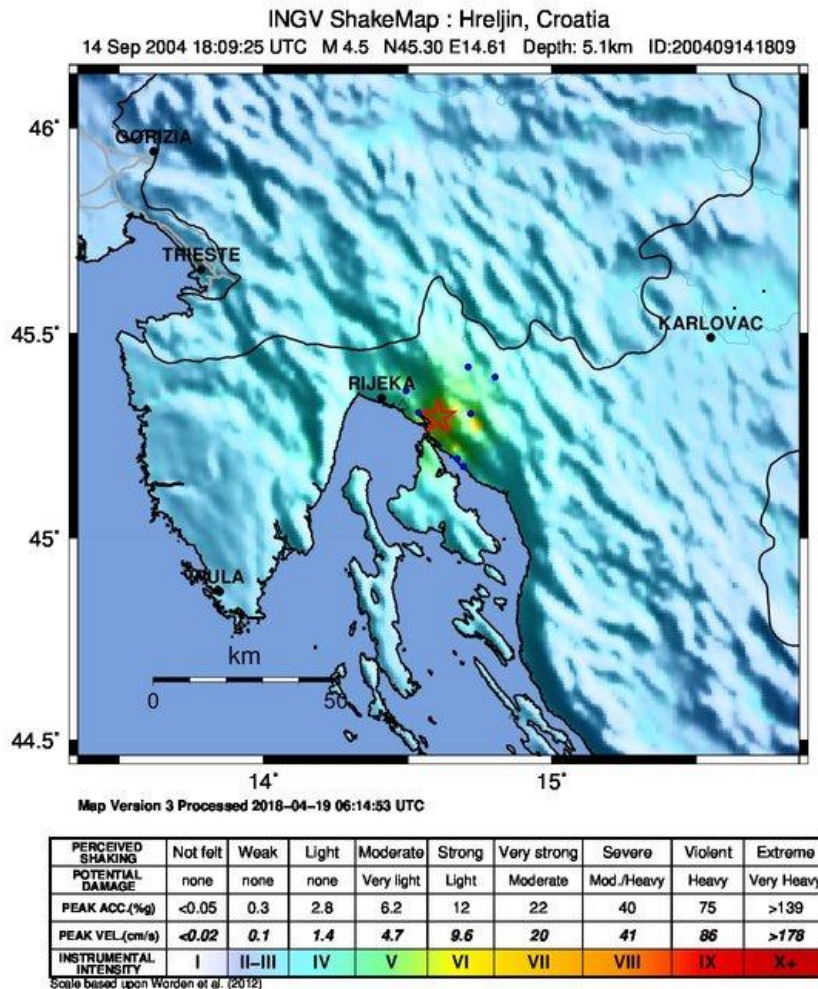 INGV ShakeMap : Hreljin, Croatia
14 Sep 2004 18:09:25 UTC M 4.5 N45.30 E14.61 Depth: 5.1km ID:200409141809
46°
GORIZIA
TRIESTE
45.5°
KARLOVAC
RIJEKA
45°
PULA
km
0 50
44.5°
14° 15°
Map Version 3 Processed 2018-04-19 06:14:53 UTC
PERCEIVED SHAKING Not felt Weak Light Moderate Strong Very strong Severe Violent Extreme
POTENTIAL DAMAGE none none none Very light Light Moderate Mod./Heavy Heavy Very Heavy
PEAK ACC.(%g) <0.05 0.3 2.8 6.2 12 22 40 75 >139
PEAK VEL.(cm/s) <0.02 0.1 1.4 4.7 9.6 20 41 86 >178
INSTRUMENTAL INTENSITY I II-III IV V VI VII VIII IX X+
Scale based upon Worden et al. (2012)